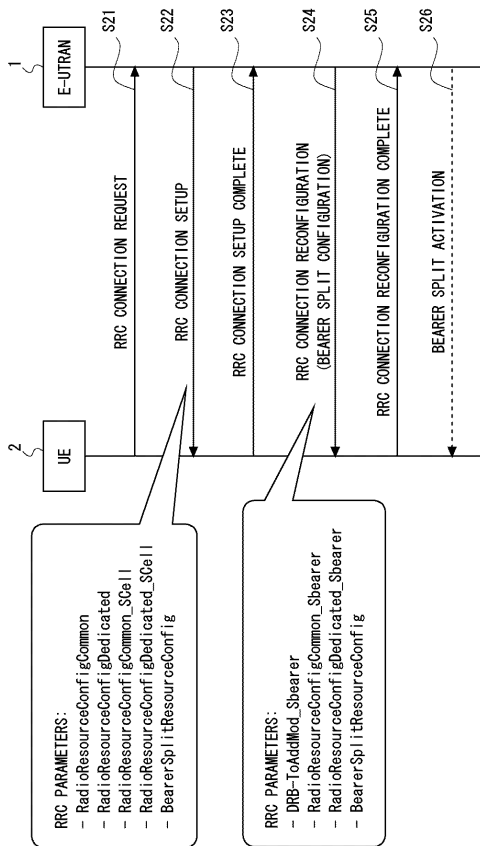 2
UE
1
E-UTRAN
RRC CONNECTION REQUEST
S21
RRC CONNECTION SETUP
S22
RRC CONNECTION SETUP COMPLETE
S23
RRC CONNECTION RECONFIGURATION
(BEARER SPLIT CONFIGURATION)
S24
RRC CONNECTION RECONFIGURATION COMPLETE
S25
BEARER SPLIT ACTIVATION
S26
RRC PARAMETERS:
- RadioResourceConfigCommon
- RadioResourceConfigDedicated
- RadioResourceConfigCommon_SCell
- RadioResourceConfigDedicated_SCell
- BearerSplitResourceConfig
RRC PARAMETERS:
- DRB-ToAddMod_Sbearer
- RadioResourceConfigCommon_Sbearer
- RadioResourceConfigDedicated_Sbearer
- BearerSplitResourceConfig